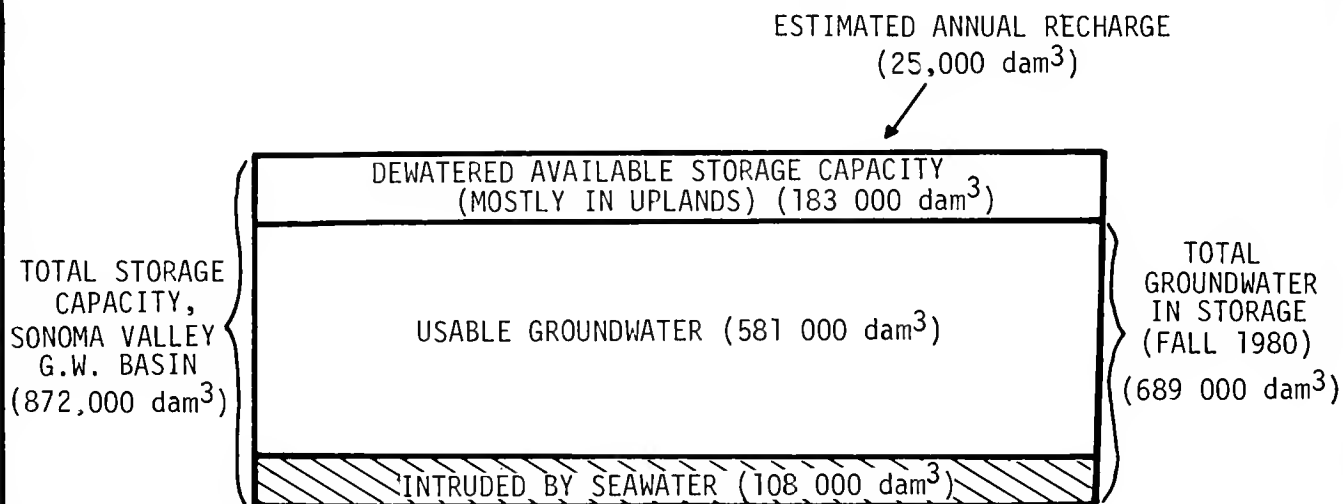 ESTIMATED ANNUAL RECHARGE
(25,000 dam³)
DEWATERED AVAILABLE STORAGE CAPACITY
(MOSTLY IN UPLANDS) (183 000 dam³)
TOTAL STORAGE
CAPACITY,
SONOMA VALLEY
G.W. BASIN
(872,000 dam³)
USABLE GROUNDWATER (581 000 dam³)
TOTAL
GROUNDWATER
IN STORAGE
(FALL 1980)
(689 000 dam³)
INTRUDED BY SEAWATER (108 000 dam³)